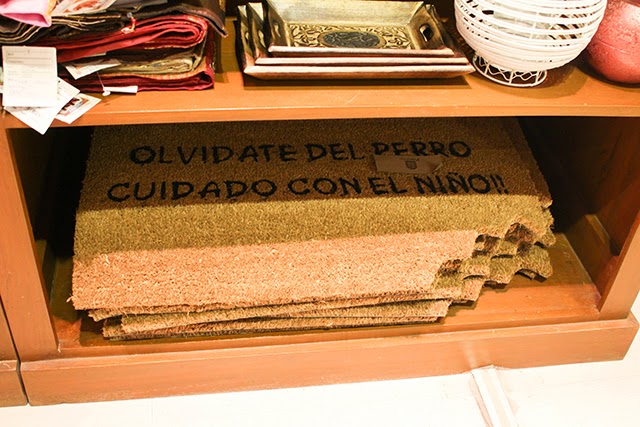 OLVIDATE DEL PERRO
CUIDADO CON EL NIÑO!!